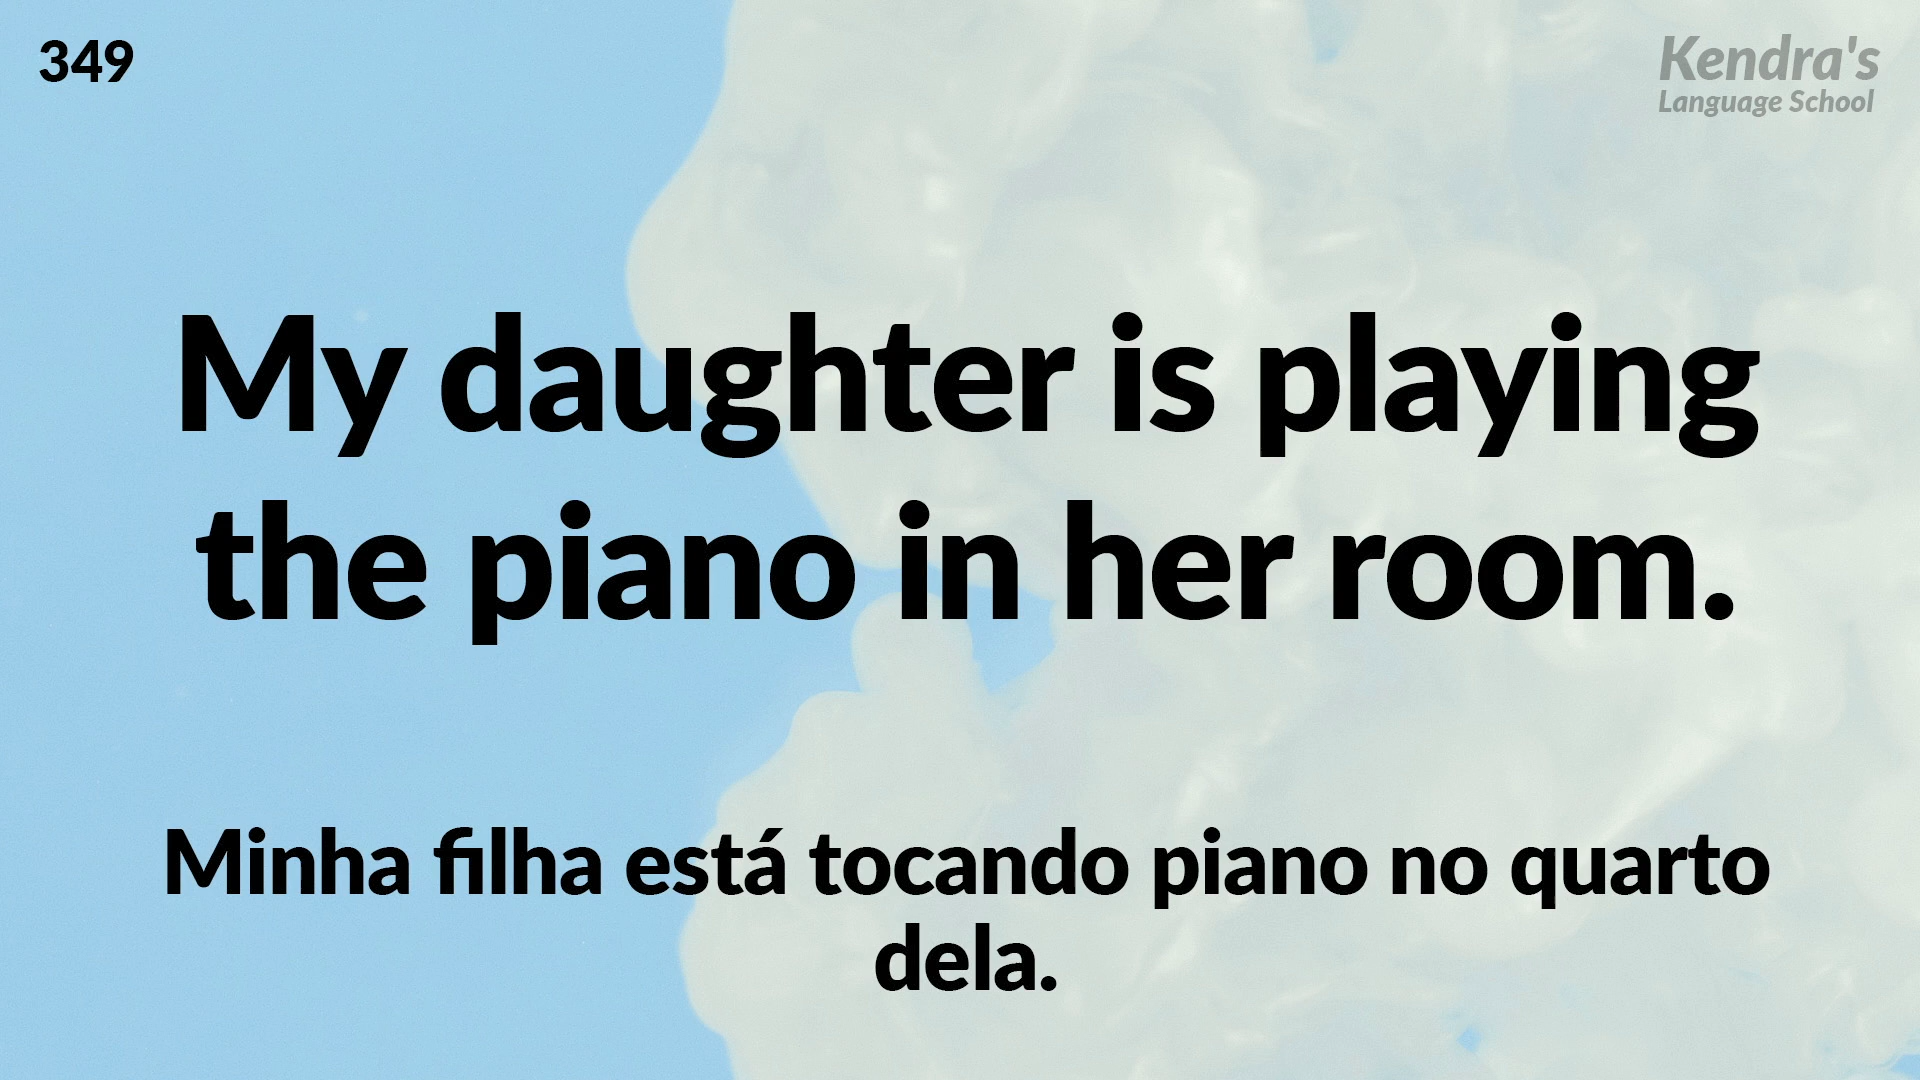 349
Kendra's
Language School
My daughter is playing
the piano in her room.
Minha filha está tocando piano no quarto
dela.